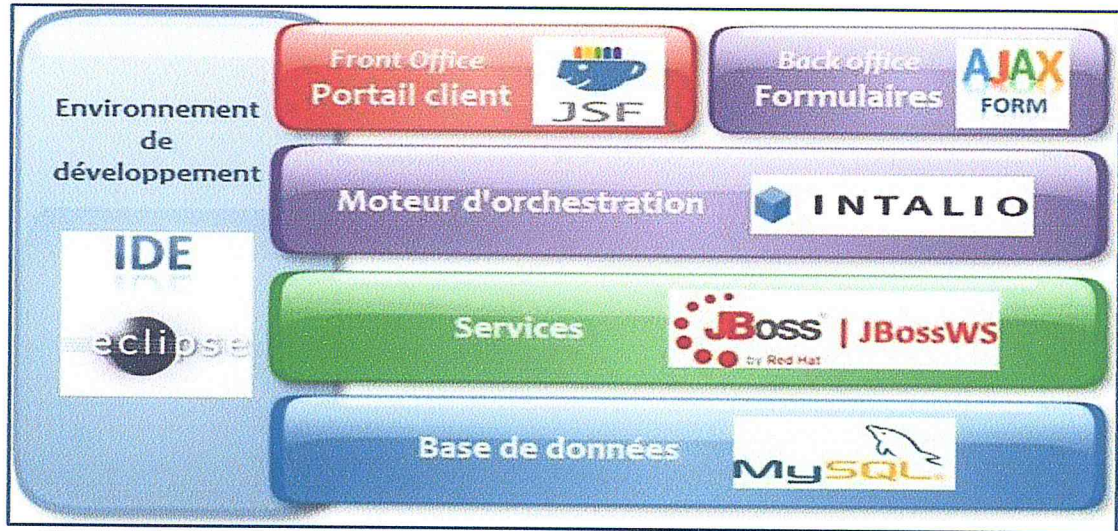 Environnement
de
développement
IDE
eclipse
Front Office
Portail client
JSF
Back office
Formulaires
AJAX
FORM
Moteur d'orchestration
INTALIO
Services
JBoss
by Red Hat
| JBossWS
Base de données
MySQL